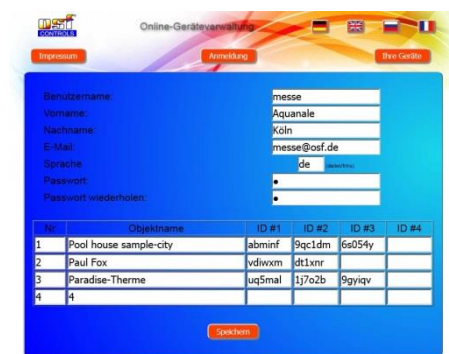 osf
CONTROLS
Online-Geräteverwaltung
Impressum Anmeldung Ihre Geräte
Benutzername: messe
Vorname: Aquanale
Nachname: Köln
E-Mail: messe@osf.de
Sprache de
Passwort: •
Passwort wiederholen: •
Nr Objektname ID #1 ID #2 ID #3 ID #4
1 Pool house sample-city abminf 9qc1dm 6s054y
2 Paul Fox vdiwxm dt1xnr
3 Paradise-Therme uq5mal 1j7o2b 9gyiqv
4 4
Speichern